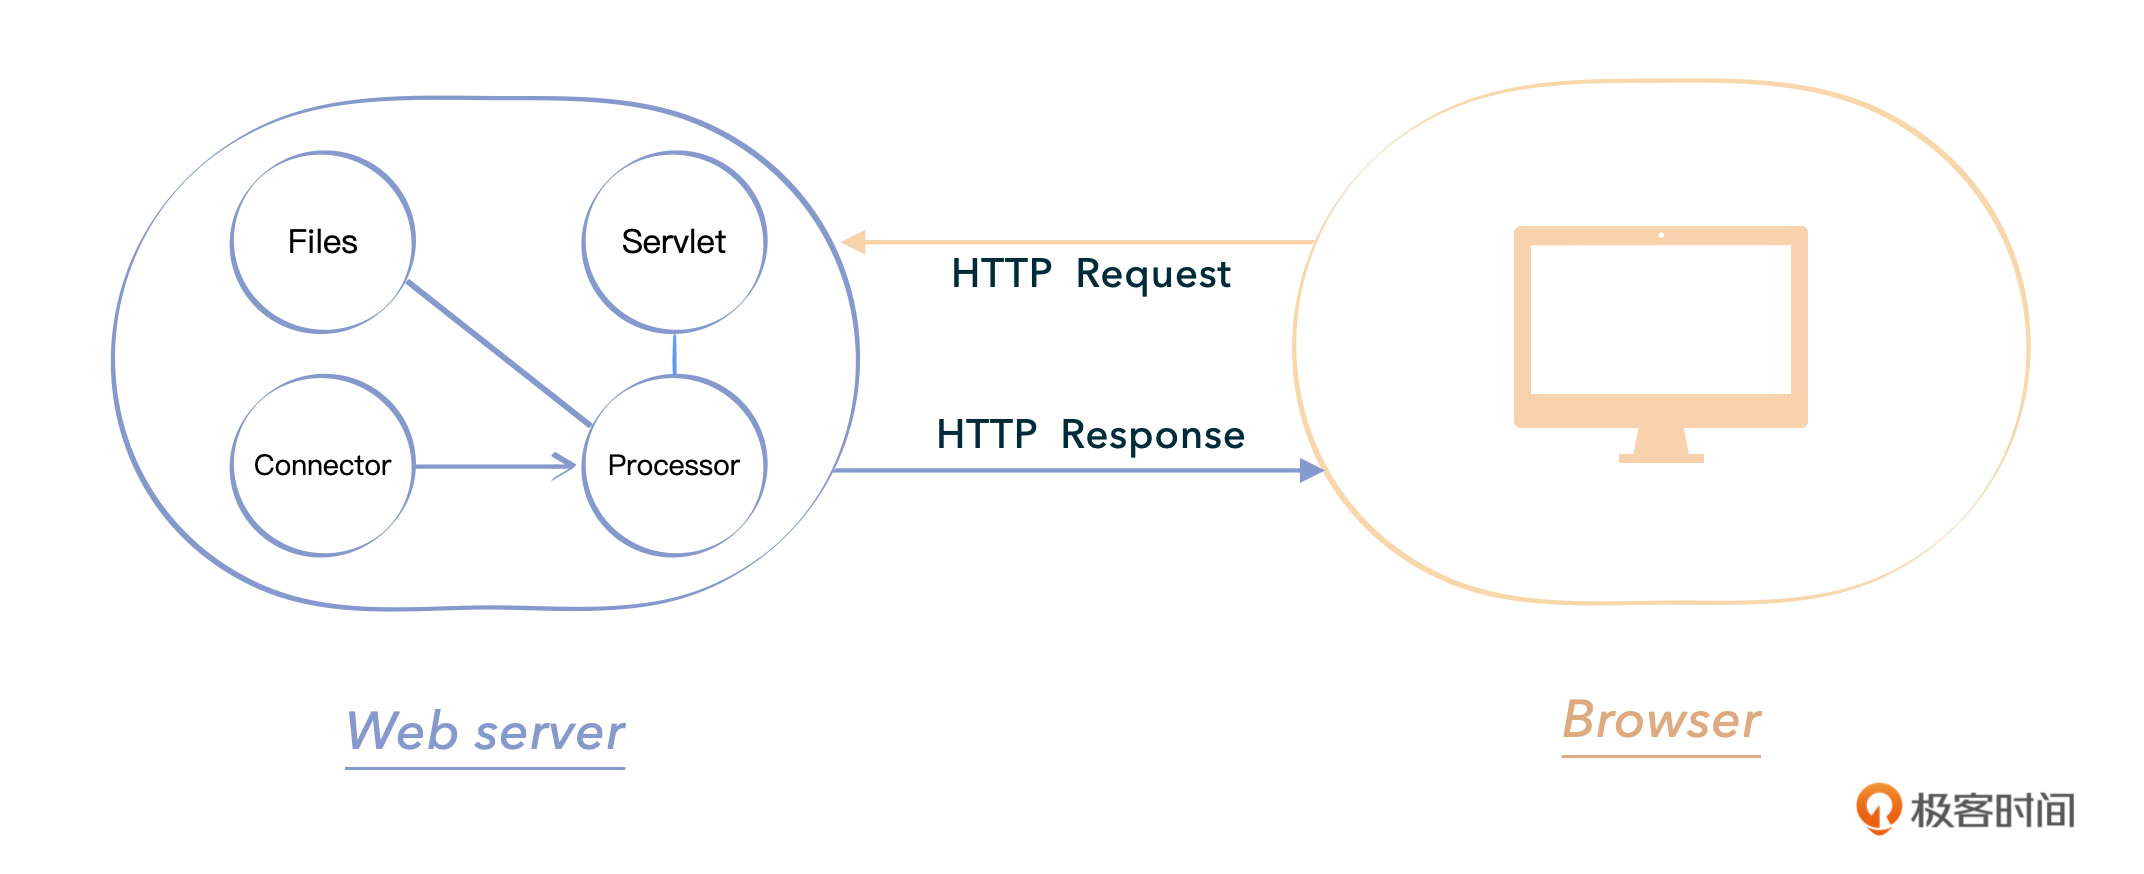 Files
Servlet
HTTP Request
Connector
Processor
HTTP Response
Web server
Browser
极客时间